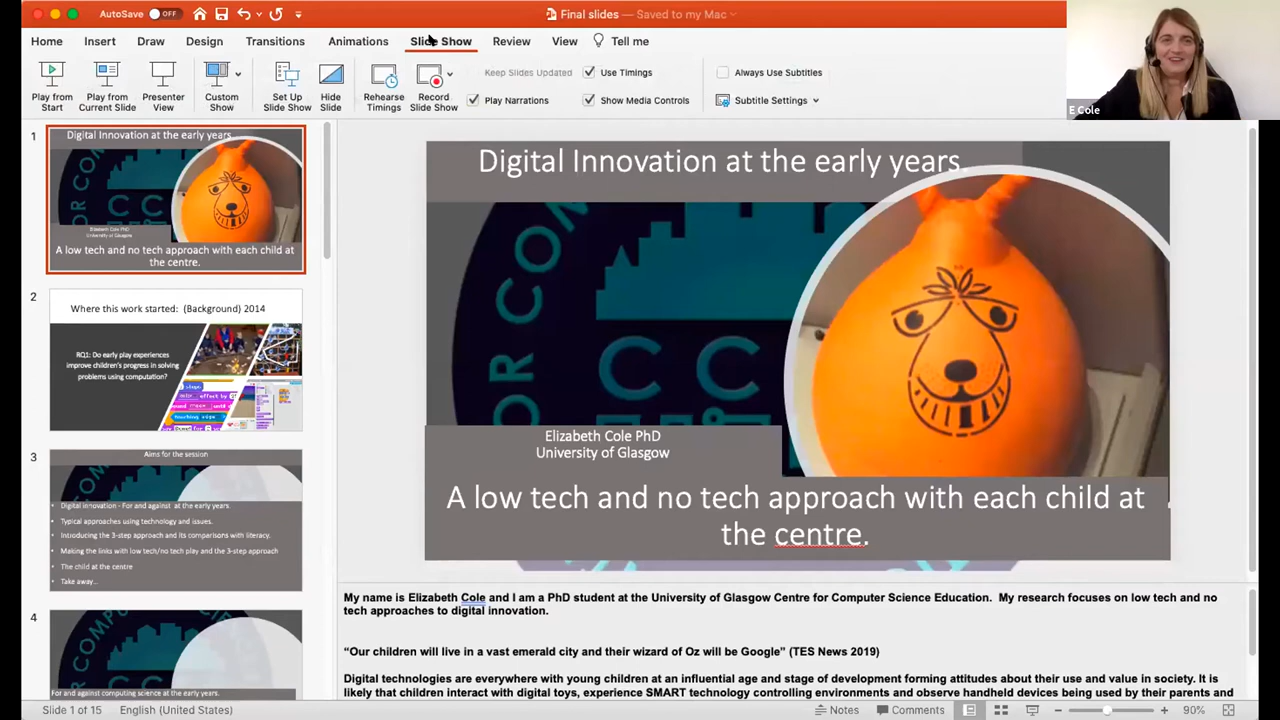 AutoSave OFF
Final slides — Saved to my Mac
Home Insert Draw Design Transitions Animations Slide Show Review View Tell me
Play from Start
Play from Current Slide
Presenter View
Custom Show
Set Up Slide Show
Hide Slide
Rehearse Timings
Record Slide Show
Keep Slides Updated
Use Timings
Always Use Subtitles
Play Narrations
Show Media Controls
Subtitle Settings
E Cole
1
Digital Innovation at the early years.
CC
Elizabeth Cole PhD
University of Glasgow
A low tech and no tech approach with each child at
the centre.
2
Where this work started: (Background) 2014
RQ1: Do early play experiences
improve children's progress in solving
problems using computation?
3
Aims for the session
• Digital innovation - For and against at the early years
• Typical approaches using technology and issues.
• Introducing the 3-step approach and its comparisons with literacy.
• Making the links with low tech/no tech play and the 3-step approach
• The child at the centre
• Take away...
4
For and against computing science at the early years.
Digital Innovation at the early years.
OR FOR COM
CC
Elizabeth Cole PhD
University of Glasgow
A low tech and no tech approach with each child at
the centre.
My name is Elizabeth Cole and I am a PhD student at the University of Glasgow Centre for Computer Science Education. My research focuses on low tech and no
tech approaches to digital innovation.
“Our children will live in a vast emerald city and their wizard of Oz will be Google” (TES News 2019)
Digital technologies are everywhere with young children at an influential age and stage of development forming attitudes about their use and value in society. It is
likely that children interact with digital toys, experience SMART technology controlling environments and observe handheld devices being used by their parents and
Slide 1 of 15 English (United States) Notes Comments 90%